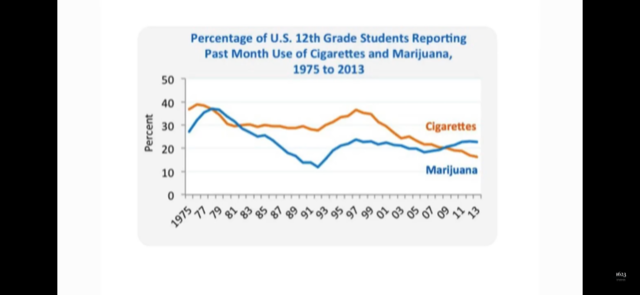 Percentage of U.S. 12th Grade Students Reporting
Past Month Use of Cigarettes and Marijuana,
1975 to 2013
50
40
30
20
10
0
Percent
Cigarettes
Marijuana
1975 77 79 81 83 85 87 89 91 93 95 97 99 01 03 05 07 09 11 13